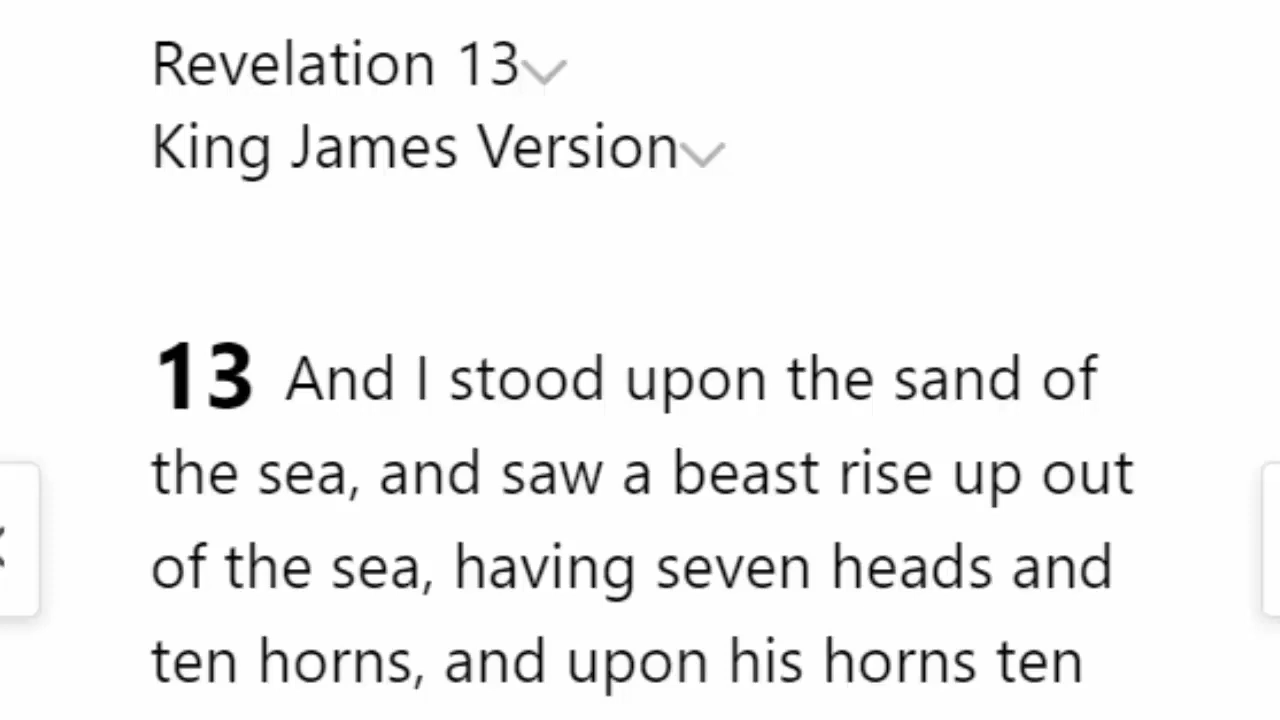 Revelation 13
King James Version
13 And I stood upon the sand of
the sea, and saw a beast rise up out
of the sea, having seven heads and
ten horns, and upon his horns ten